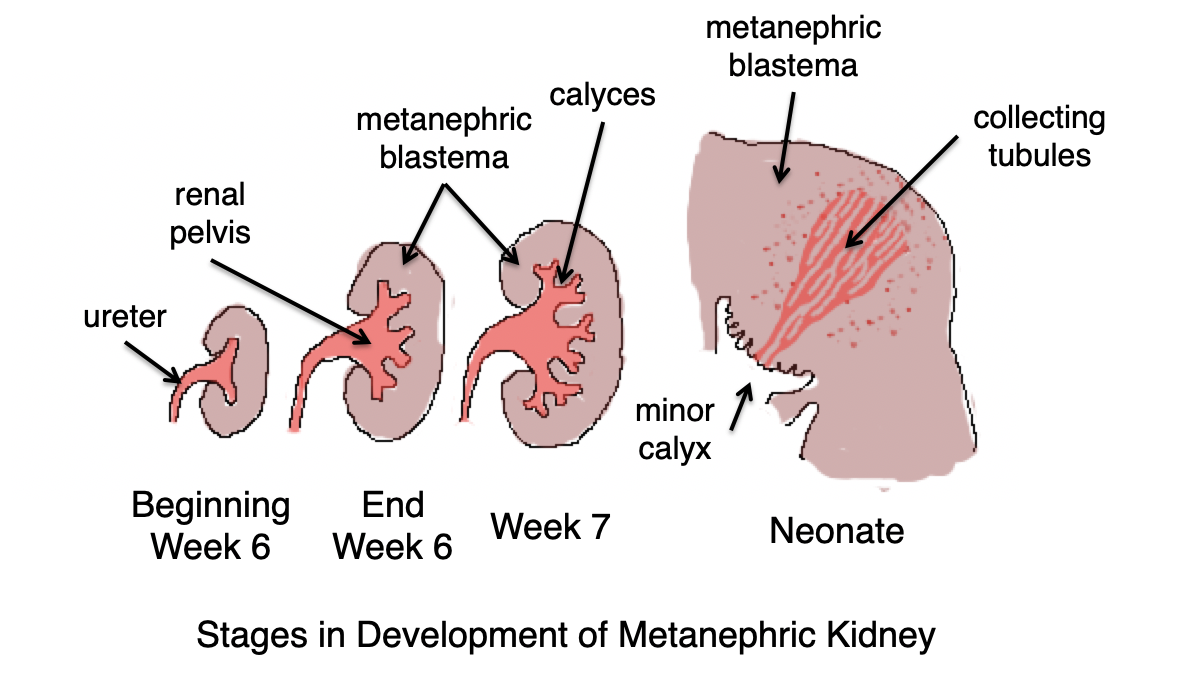 metanephric
blastema
calyces
collecting
tubules
metanephric
blastema
renal
pelvis
ureter
minor
calyx
Beginning
Week 6
End
Week 6
Week 7
Neonate
Stages in Development of Metanephric Kidney